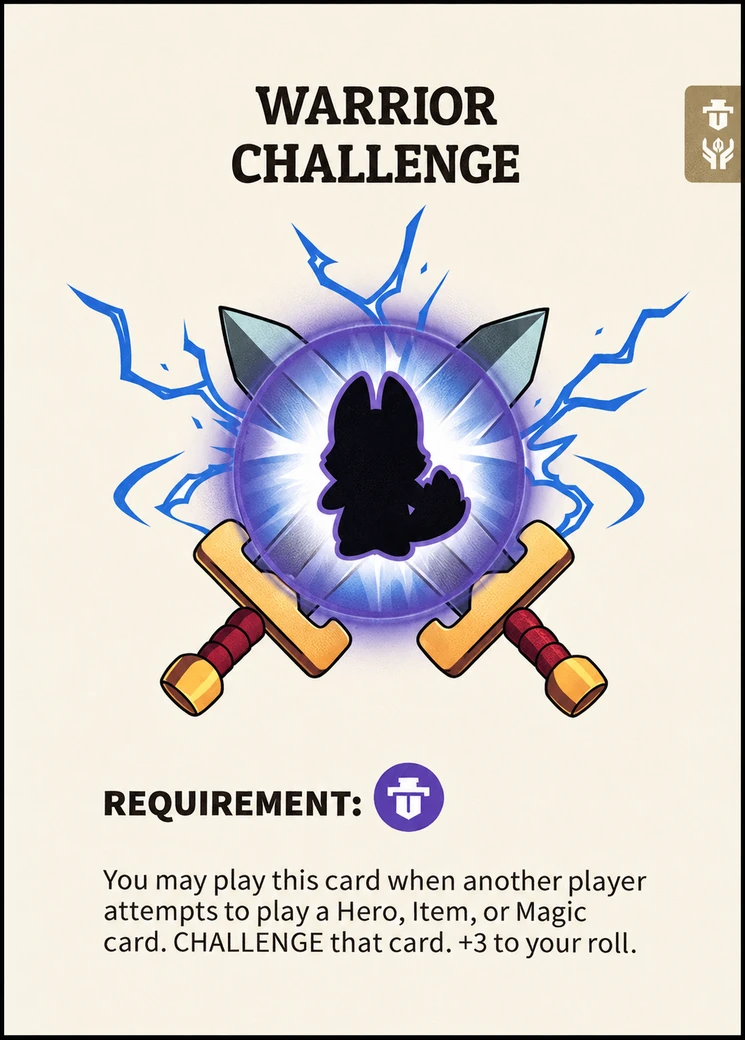 WARRIOR
CHALLENGE
REQUIREMENT:
You may play this card when another player
attempts to play a Hero, Item, or Magic
card. CHALLENGE that card. +3 to your roll.